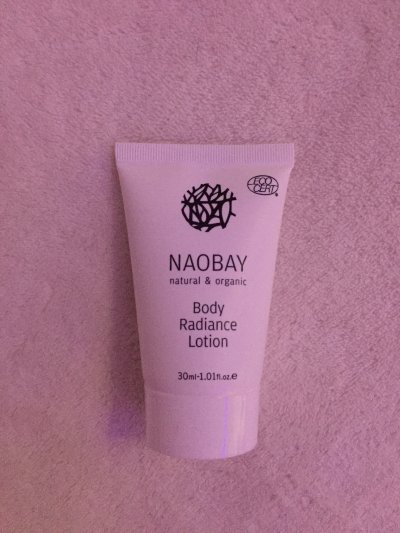 ECO
CERT
NAOBAY
natural & organic
Body
Radiance
Lotion
30ml-1.01fl.oz.e